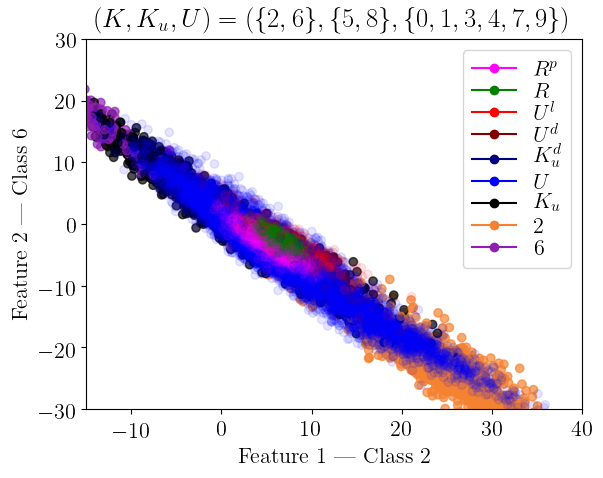 (K, K_u, U) = ({2, 6}, {5, 8}, {0, 1, 3, 4, 7, 9})
30
20
10
0
−10
−20
−30
Feature 2 — Class 6
R^p
R
U^l
U^d
K_u^d
U
K_u
2
6
−10
0
10
20
30
40
Feature 1 — Class 2